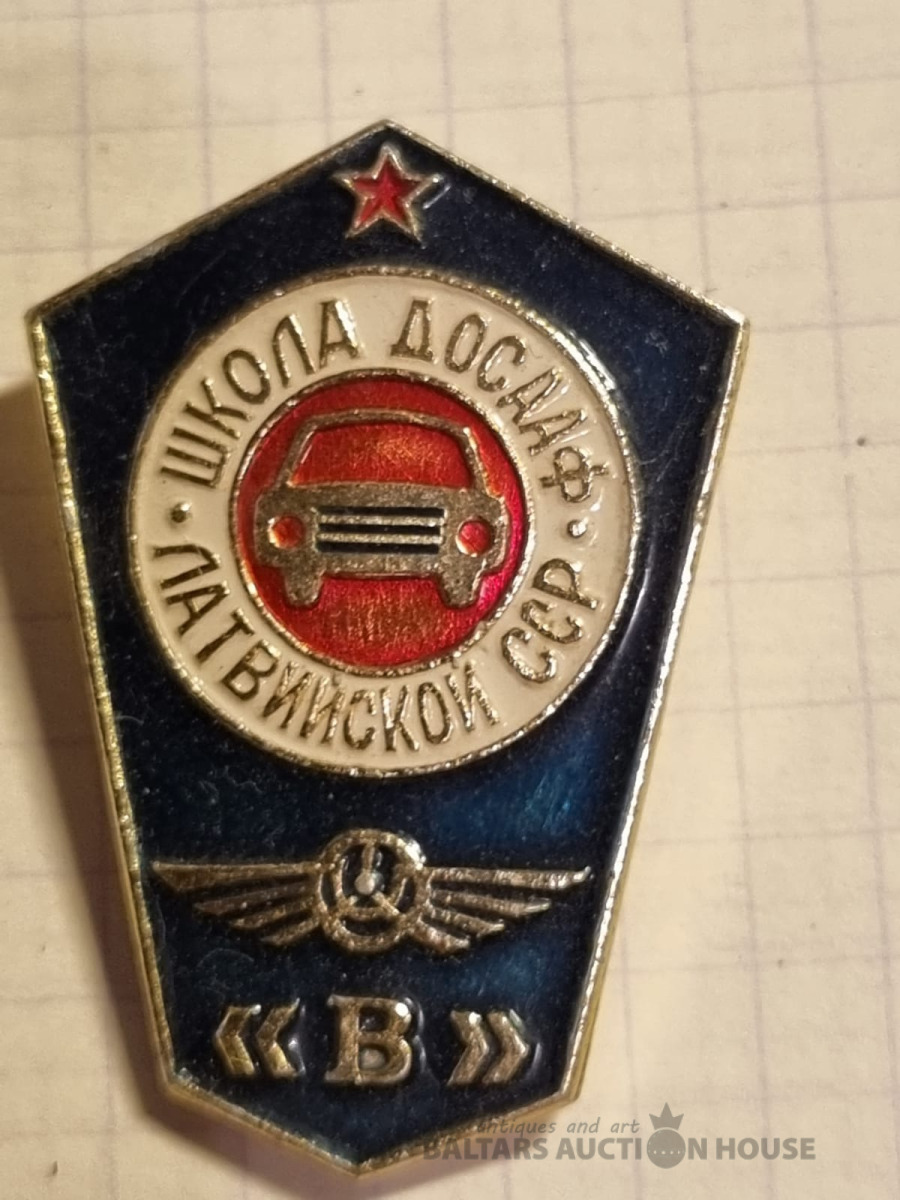 ШКОЛА ДОСААФ
ЛАТВИЙСКОЙ ССР
«В»
antiques and art
BALTARS AUCTION HOUSE